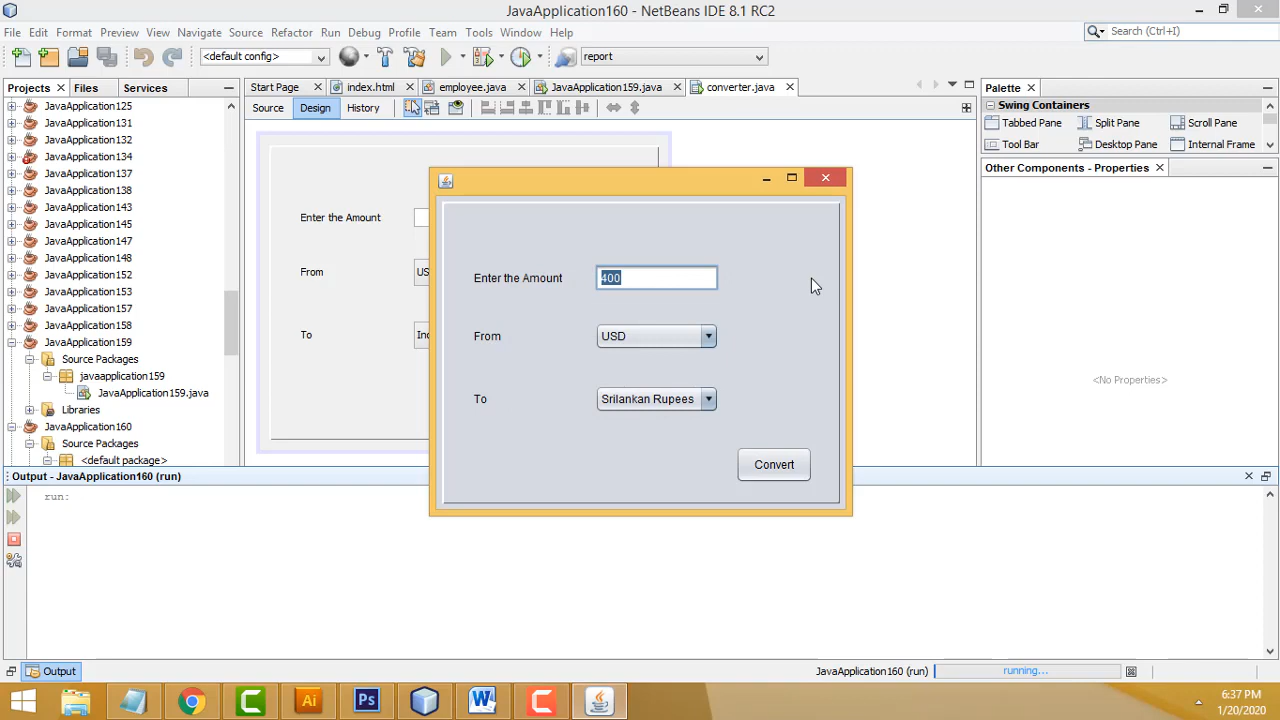 JavaApplication160 - NetBeans IDE 8.1 RC2
File Edit Format Preview View Navigate Source Refactor Run Debug Profile Team Tools Window Help
Search (Ctrl+I)
<default config>
report
Projects
Files
Services
Start Page
index.html
employee.java
JavaApplication159.java
converter.java
Source
Design
History
JavaApplication125
JavaApplication131
JavaApplication132
JavaApplication134
JavaApplication137
JavaApplication138
JavaApplication143
JavaApplication145
JavaApplication147
JavaApplication148
JavaApplication152
JavaApplication153
JavaApplication157
JavaApplication158
JavaApplication159
Source Packages
javaapplication159
JavaApplication159.java
Libraries
JavaApplication160
Source Packages
<default package>
Enter the Amount
From
US
To
Inc
Enter the Amount
400
From
USD
To
Srilankan Rupees
Convert
Palette
Swing Containers
Tabbed Pane
Split Pane
Scroll Pane
Tool Bar
Desktop Pane
Internal Frame
Other Components - Properties
<No Properties>
Output - JavaApplication160 (run)
run:
Output
JavaApplication160 (run)
running...
Ai
Ps
6:37 PM
1/20/2020